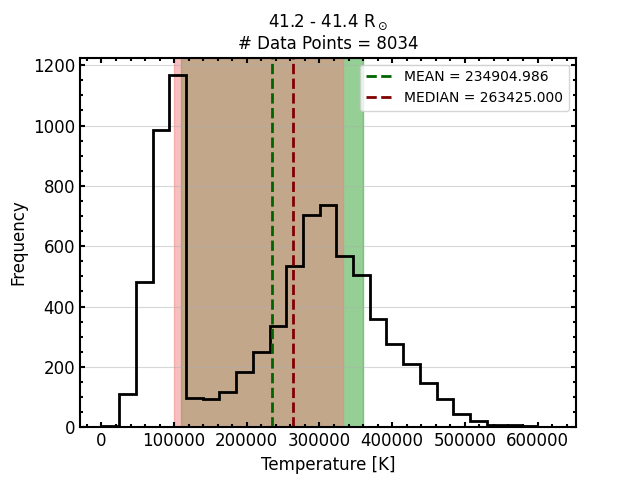 41.2 - 41.4 R⊙
# Data Points = 8034
MEAN = 234904.986
MEDIAN = 263425.000
Frequency
1200
1000
800
600
400
200
0
0 100000 200000 300000 400000 500000 600000
Temperature [K]